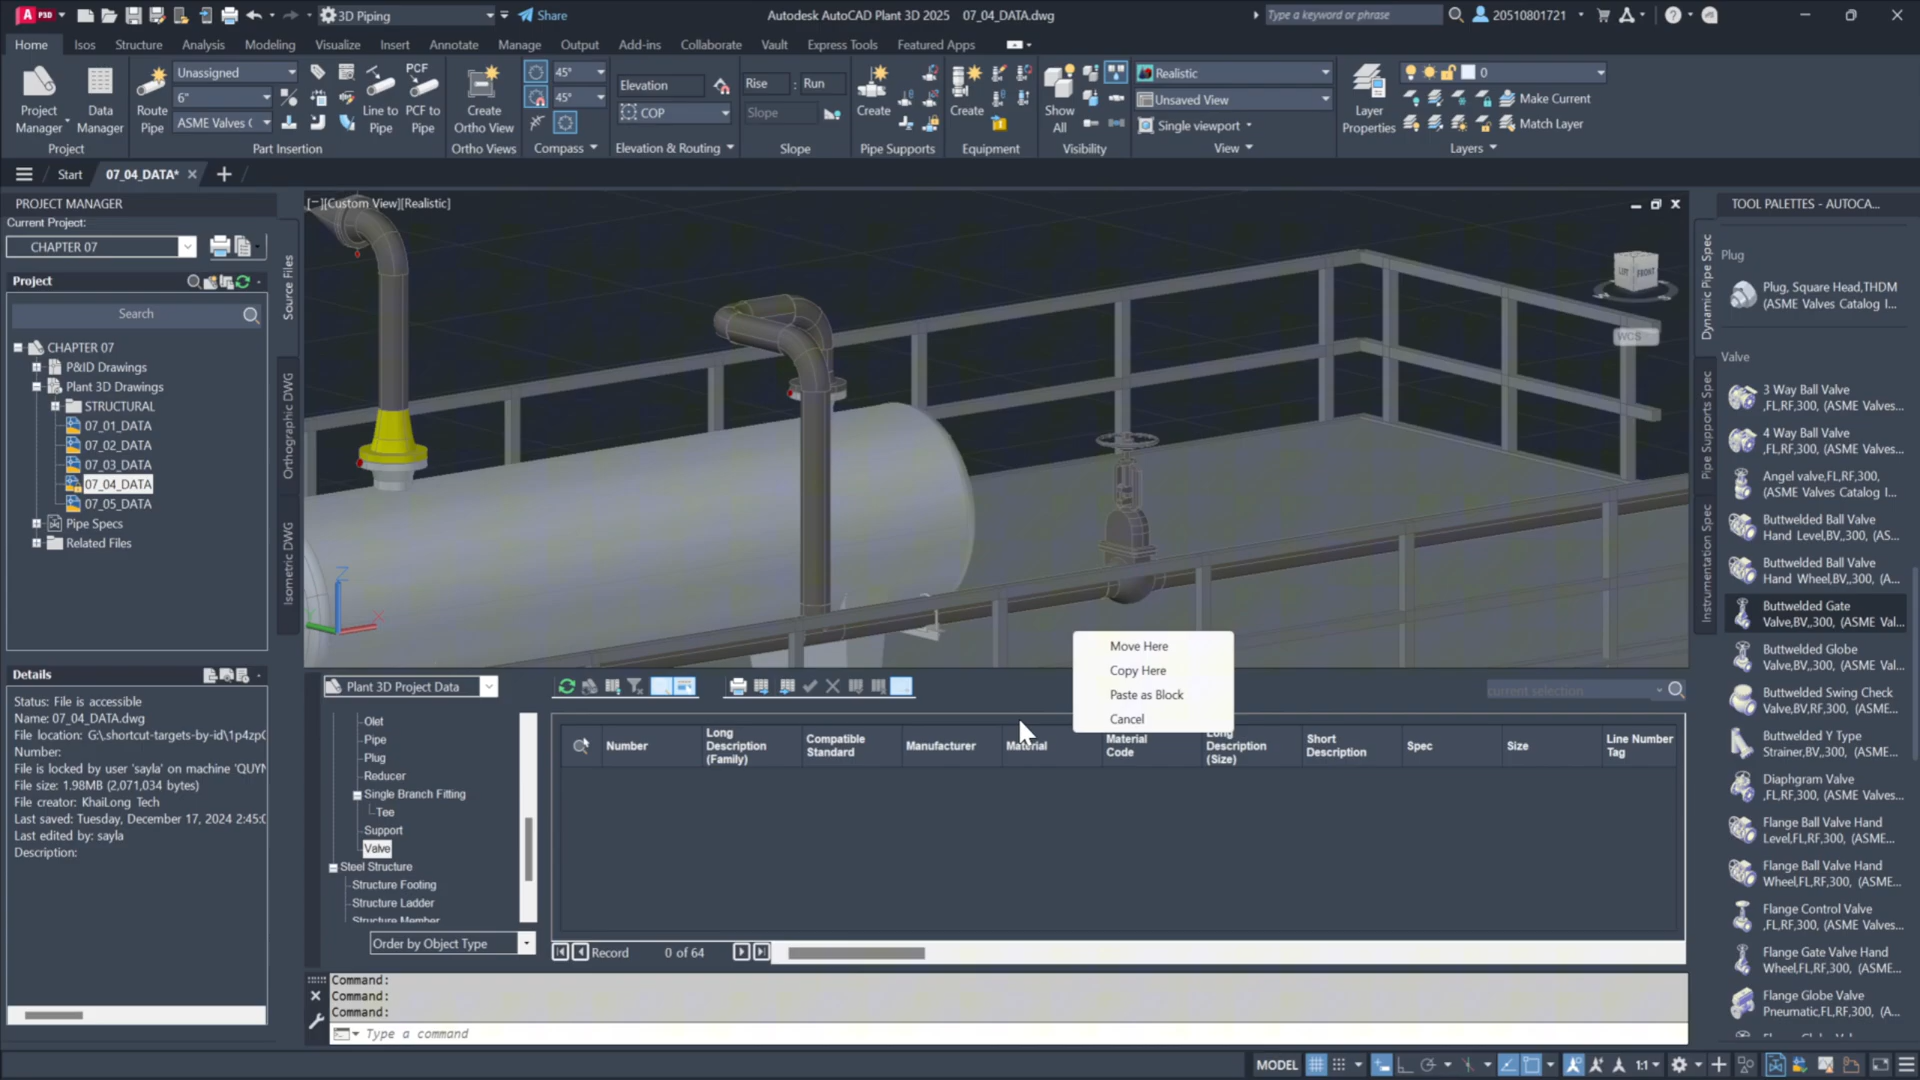 A P3D
3D Piping
Share
Autodesk AutoCAD Plant 3D 2025 07_04_DATA.dwg
Type a keyword or phrase
20510801721
Home
Isos
Structure
Analysis
Modeling
Visualize
Insert
Annotate
Manage
Output
Add-ins
Collaborate
Vault
Express Tools
Featured Apps
Project
Manager
Data
Manager
Project
Route
Pipe
Unassigned
6"
ASME Valves (
Line to
Pipe
PCF
PCF to
Pipe
Part Insertion
Create
Ortho View
Ortho Views
45°
45°
Compass
Elevation
COP
Elevation & Routing
Rise : Run
Slope
Slope
Create
Pipe Supports
Create
Equipment
Show
All
Visibility
Realistic
Unsaved View
Single viewport
View
Layer
Properties
0
Make Current
Match Layer
Layers
Start
07_04_DATA*
PROJECT MANAGER
Current Project:
CHAPTER 07
Project
Search
CHAPTER 07
P&ID Drawings
Plant 3D Drawings
STRUCTURAL
07_01_DATA
07_02_DATA
07_03_DATA
07_04_DATA
07_05_DATA
Pipe Specs
Related Files
Source Files
Orthographic DWG
Isometric DWG
Details
Status: File is accessible
Name: 07_04_DATA.dwg
File location: G:\.shortcut-targets-by-id\1p4zp
Number:
File is locked by user 'sayla' on machine 'QUYN
File size: 1.98MB (2,071,034 bytes)
File creator: KhaiLong Tech
Last saved: Tuesday, December 17, 2024 2:45:
Last edited by: sayla
Description:
[−][Custom View][Realistic]
LEFT
FRONT
WCS
Z
X
Move Here
Copy Here
Paste as Block
Cancel
Plant 3D Project Data
current selection
Olet
Pipe
Plug
Reducer
Single Branch Fitting
Tee
Support
Valve
Steel Structure
Structure Footing
Structure Ladder
Structure Member
Order by Object Type
Number
Long
Description
(Family)
Compatible
Standard
Manufacturer
Material
Material
Code
Long
Description
(Size)
Short
Description
Spec
Size
Line Number
Tag
Record 0 of 64
Command:
Command:
Command:
Type a command
TOOL PALETTES - AUTOCA...
Dynamic Pipe Spec
Pipe Supports Spec
Instrumentation Spec
Plug
Plug, Square Head,THDM
(ASME Valves Catalog I...
Valve
3 Way Ball Valve
,FL,RF,300, (ASME Valves...
4 Way Ball Valve
,FL,RF,300, (ASME Valves...
Angel valve,FL,RF,300,
(ASME Valves Catalog I...
Buttwelded Ball Valve
Hand Level,BV,,300, (AS...
Buttwelded Ball Valve
Hand Wheel,BV,,300, (A...
Buttwelded Gate
Valve,BV,,300, (ASME Val...
Buttwelded Globe
Valve,BV,,300, (ASME Val...
Buttwelded Swing Check
Valve,BV,RF,300, (ASME...
Buttwelded Y Type
Strainer,BV,,300, (ASME...
Diaphgram Valve
,FL,RF,300, (ASME Valves...
Flange Ball Valve Hand
Level,FL,RF,300, (ASME...
Flange Ball Valve Hand
Wheel,FL,RF,300, (ASME...
Flange Control Valve
,FL,RF,300, (ASME Valves...
Flange Gate Valve Hand
Wheel,FL,RF,300, (ASME...
Flange Globe Valve
Pneumatic,FL,RF,300, (A...
MODEL
1:1